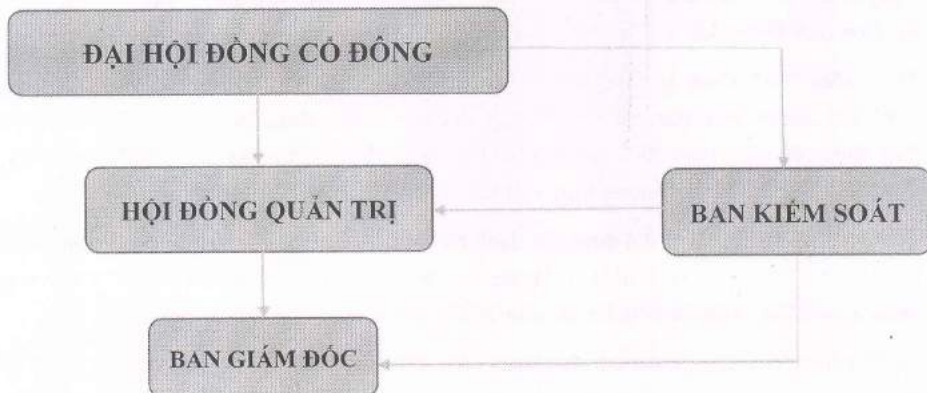 ĐẠI HỘI ĐỒNG CỔ ĐÔNG
HỘI ĐỒNG QUẢN TRỊ
BAN KIỂM SOÁT
BAN GIÁM ĐỐC